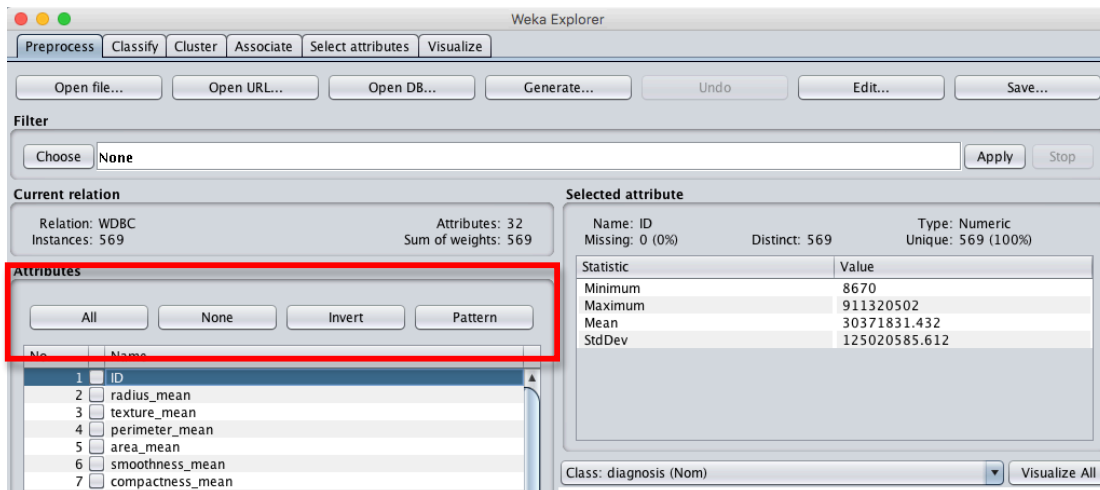 Weka Explorer
Preprocess Classify Cluster Associate Select attributes Visualize
Open file... Open URL... Open DB... Generate... Undo Edit... Save...
Filter
Choose None Apply Stop
Current relation
Relation: WDBC Attributes: 32
Instances: 569 Sum of weights: 569
Attributes
All None Invert Pattern
No. Name
1 ID
2 radius_mean
3 texture_mean
4 perimeter_mean
5 area_mean
6 smoothness_mean
7 compactness_mean
Selected attribute
Name: ID Type: Numeric
Missing: 0 (0%) Distinct: 569 Unique: 569 (100%)
Statistic Value
Minimum 8670
Maximum 911320502
Mean 30371831.432
StdDev 125020585.612
Class: diagnosis (Nom) Visualize All